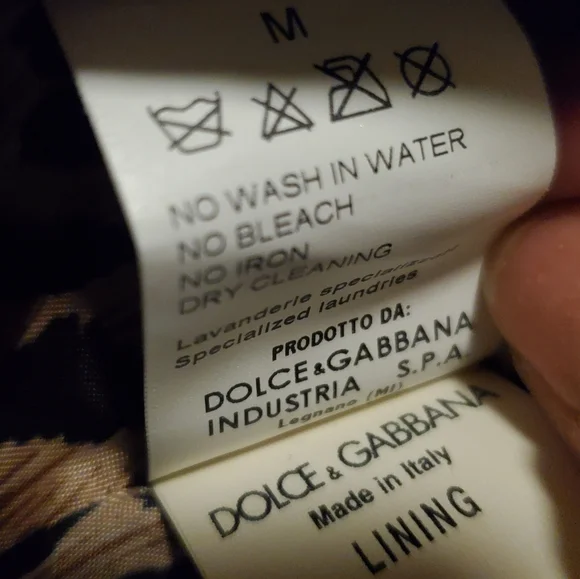 M
NO WASH IN WATER
NO BLEACH
NO IRON
DRY CLEANING
Lavanderie specializzate
Specialized laundries
PRODOTTO DA:
DOLCE & GABBANA
INDUSTRIA S.P.A.
Legnano (MI)
DOLCE & GABBANA
Made in Italy
LINING